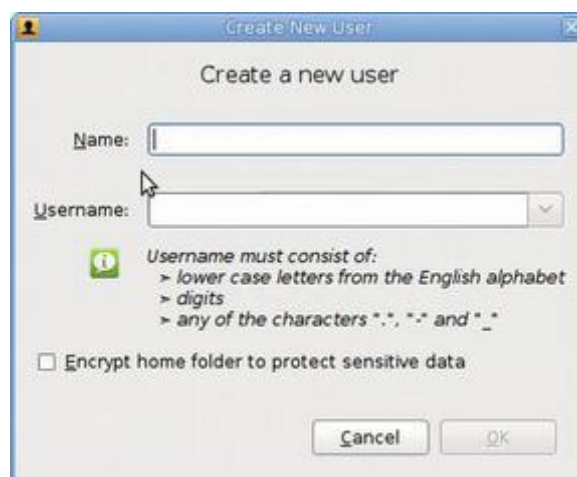 Create New User
Create a new user
Name:
Username:
Username must consist of:
➢ lower case letters from the English alphabet
➢ digits
➢ any of the characters ".", "-" and "_"
Encrypt home folder to protect sensitive data
Cancel
OK